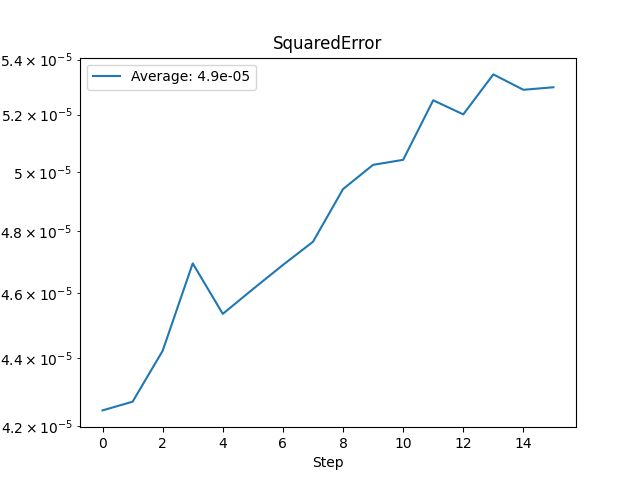 SquaredError
Average: 4.9e-05
5.4 × 10⁻⁵
5.2 × 10⁻⁵
5 × 10⁻⁵
4.8 × 10⁻⁵
4.6 × 10⁻⁵
4.4 × 10⁻⁵
4.2 × 10⁻⁵
0 2 4 6 8 10 12 14
Step